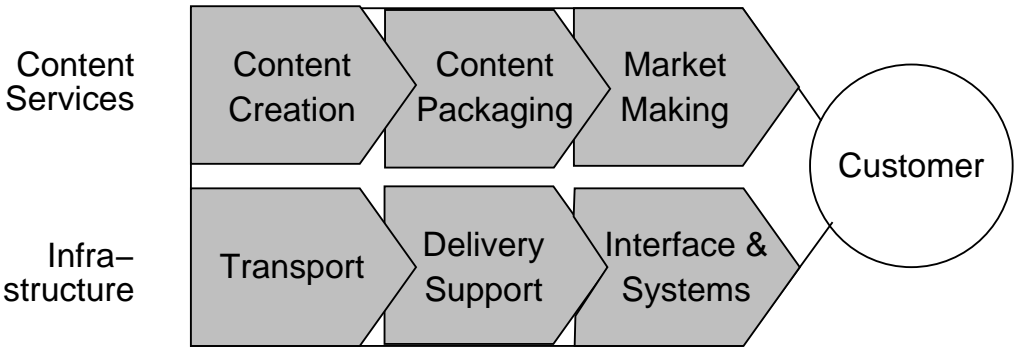 Content
Services
Content
Creation
Content
Packaging
Market
Making
Customer
Infra–
structure
Transport
Delivery
Support
Interface &
Systems